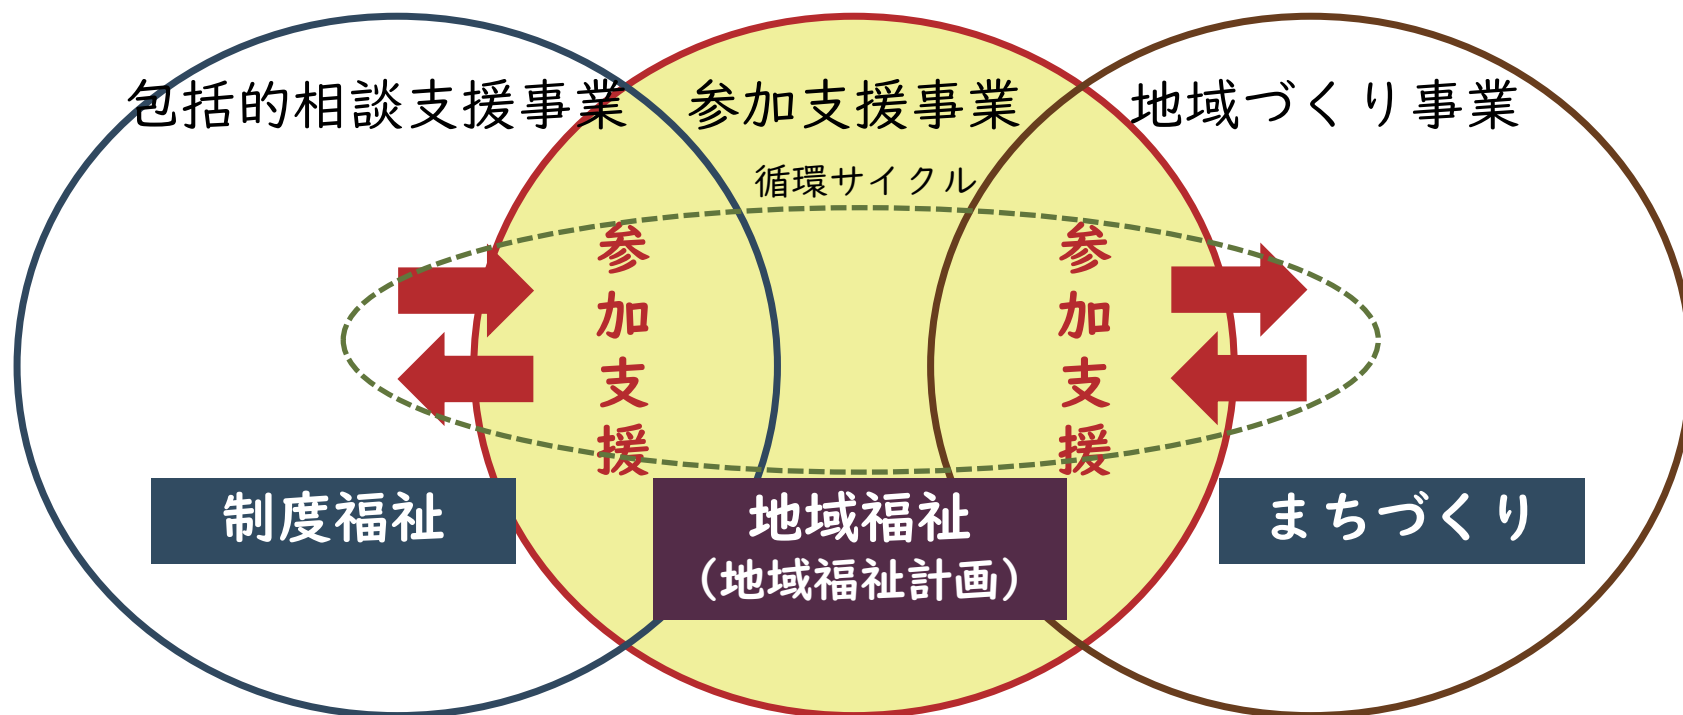 包括的相談支援事業
参加支援事業
地域づくり事業
循環サイクル
参加支援
参加支援
制度福祉
地域福祉
（地域福祉計画）
まちづくり